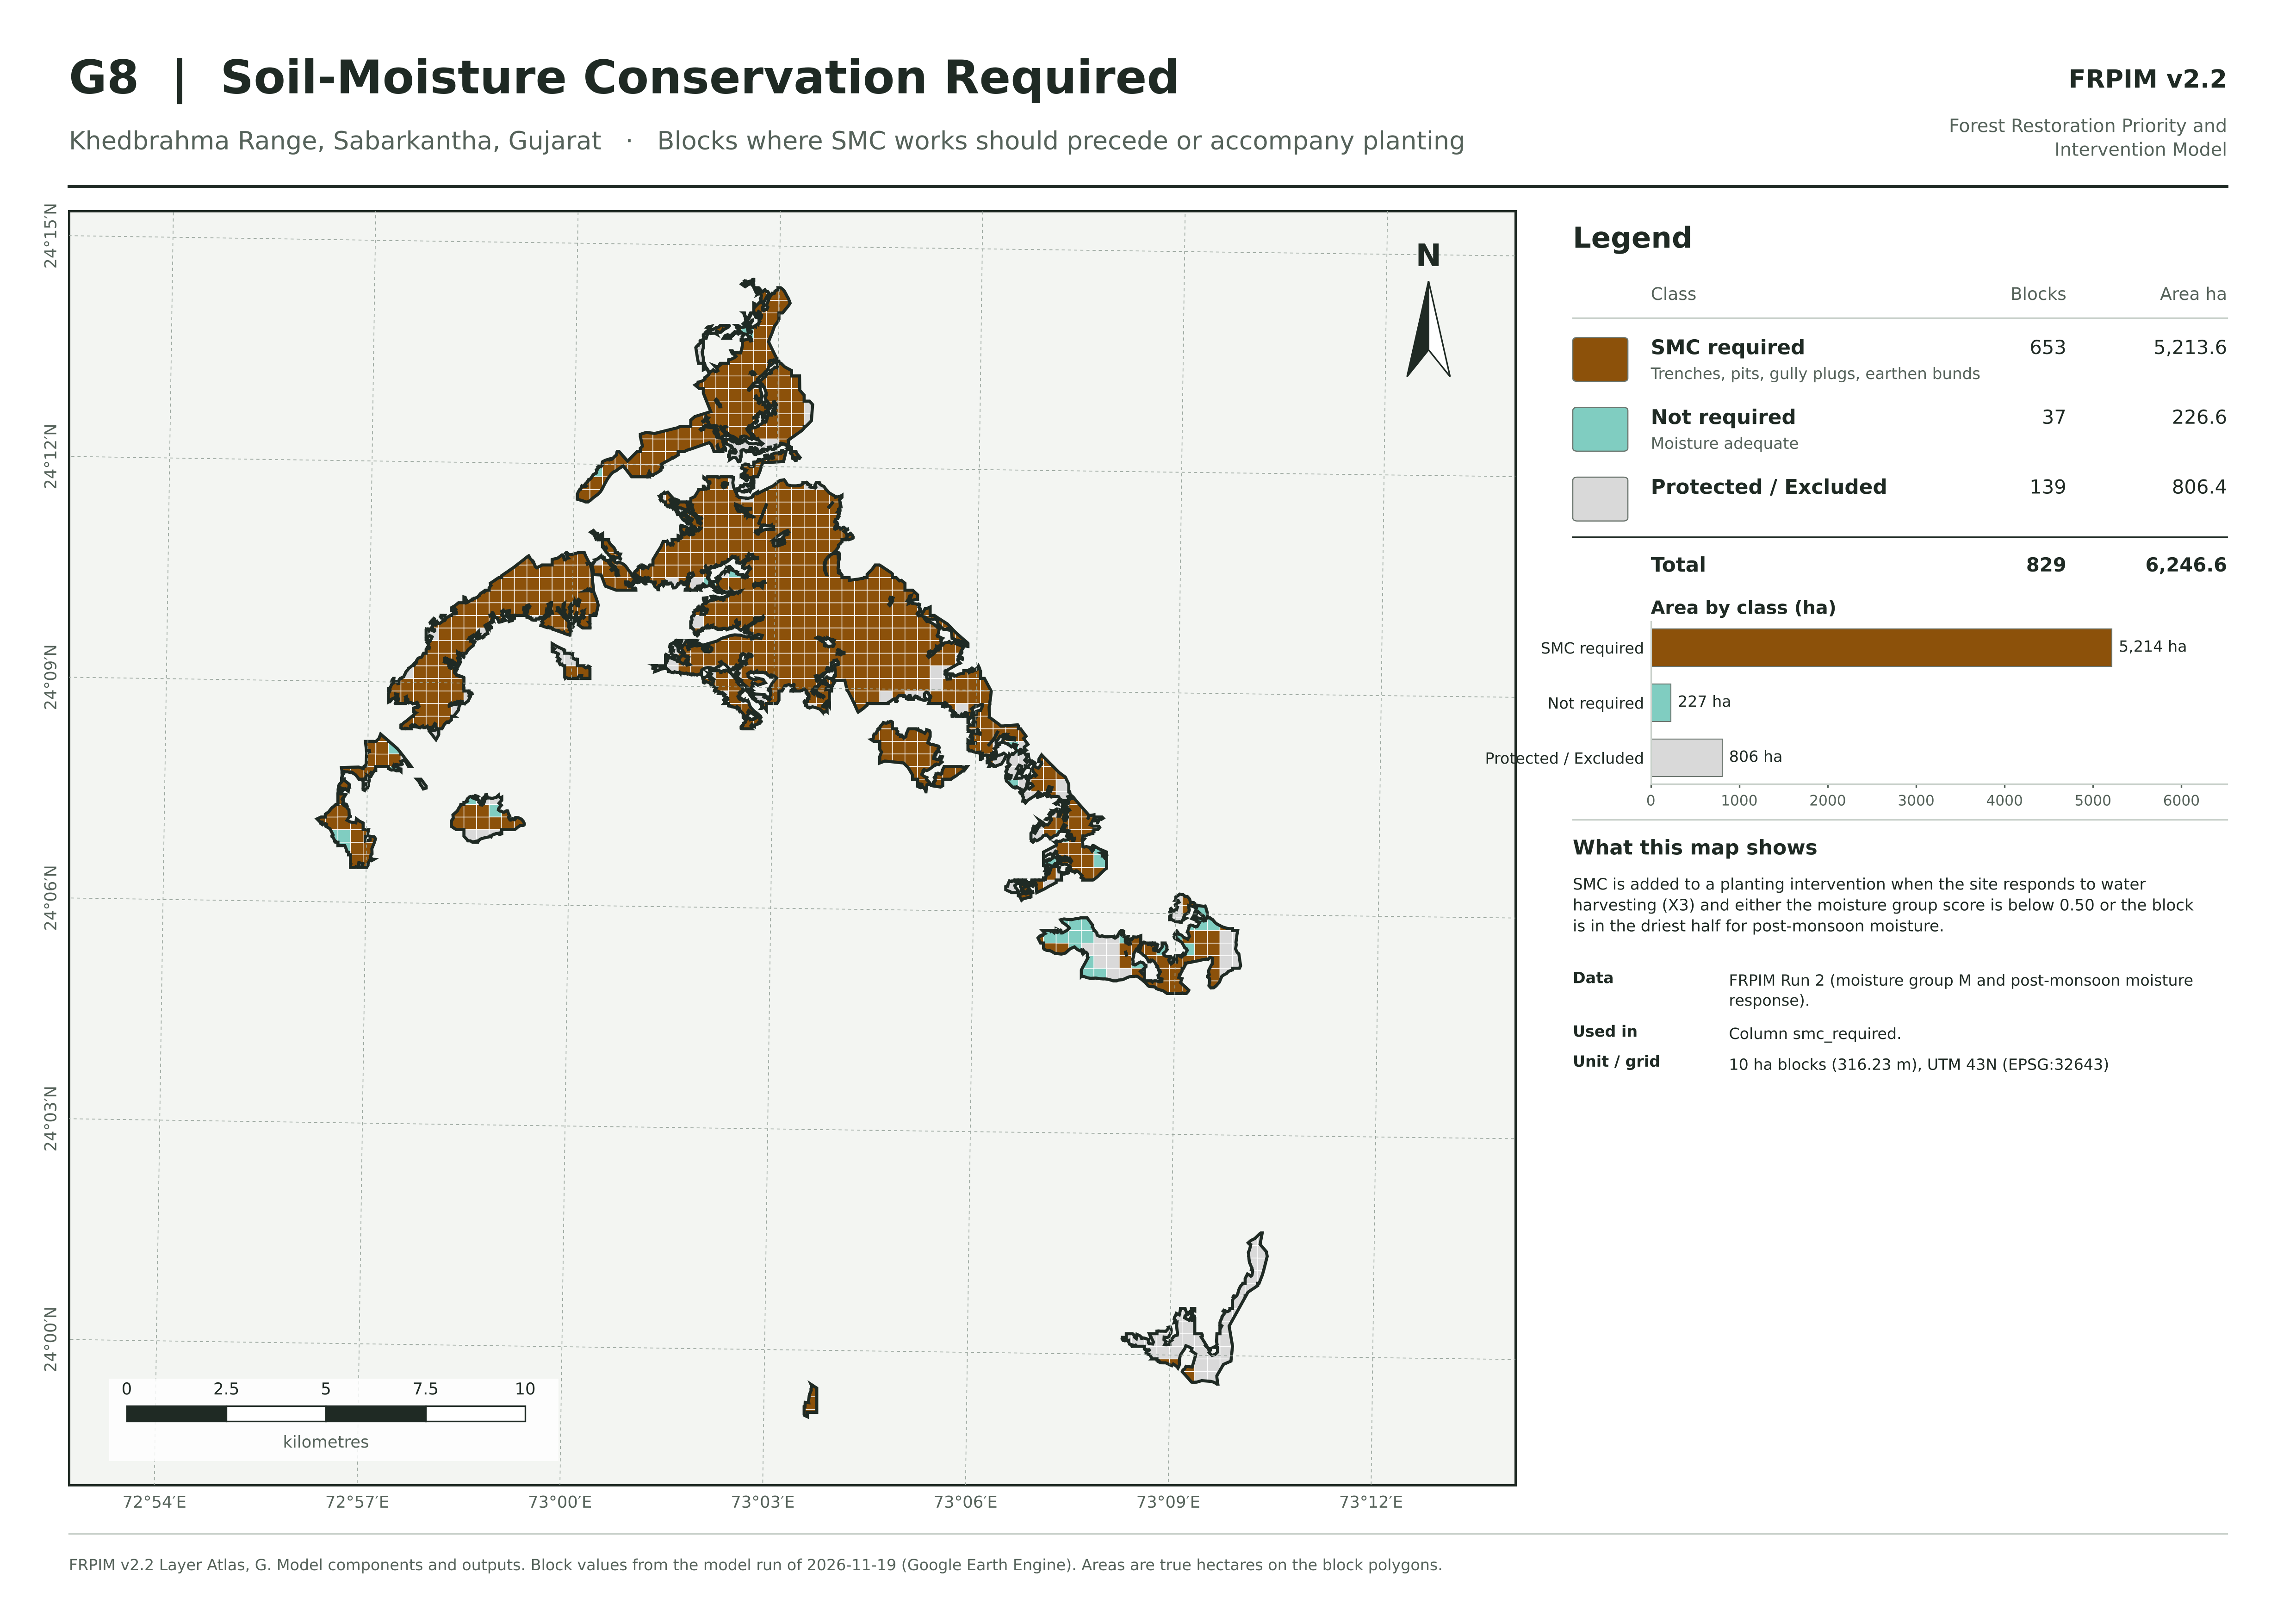 G8 | Soil-Moisture Conservation Required
FRPIM v2.2
Khedbrahma Range, Sabarkantha, Gujarat · Blocks where SMC works should precede or accompany planting
Forest Restoration Priority and
Intervention Model
24°15′N
24°12′N
24°09′N
24°06′N
24°03′N
24°00′N
N
0 2.5 5 7.5 10
kilometres
72°54′E 72°57′E 73°00′E 73°03′E 73°06′E 73°09′E 73°12′E
Legend
Class Blocks Area ha
SMC required 653 5,213.6
Trenches, pits, gully plugs, earthen bunds
Not required 37 226.6
Moisture adequate
Protected / Excluded 139 806.4
Total 829 6,246.6
Area by class (ha)
SMC required 5,214 ha
Not required 227 ha
Protected / Excluded 806 ha
0 1000 2000 3000 4000 5000 6000
What this map shows
SMC is added to a planting intervention when the site responds to water
harvesting (X3) and either the moisture group score is below 0.50 or the block
is in the driest half for post-monsoon moisture.
Data FRPIM Run 2 (moisture group M and post-monsoon moisture
response).
Used in Column smc_required.
Unit / grid 10 ha blocks (316.23 m), UTM 43N (EPSG:32643)
FRPIM v2.2 Layer Atlas, G. Model components and outputs. Block values from the model run of 2026-11-19 (Google Earth Engine). Areas are true hectares on the block polygons.